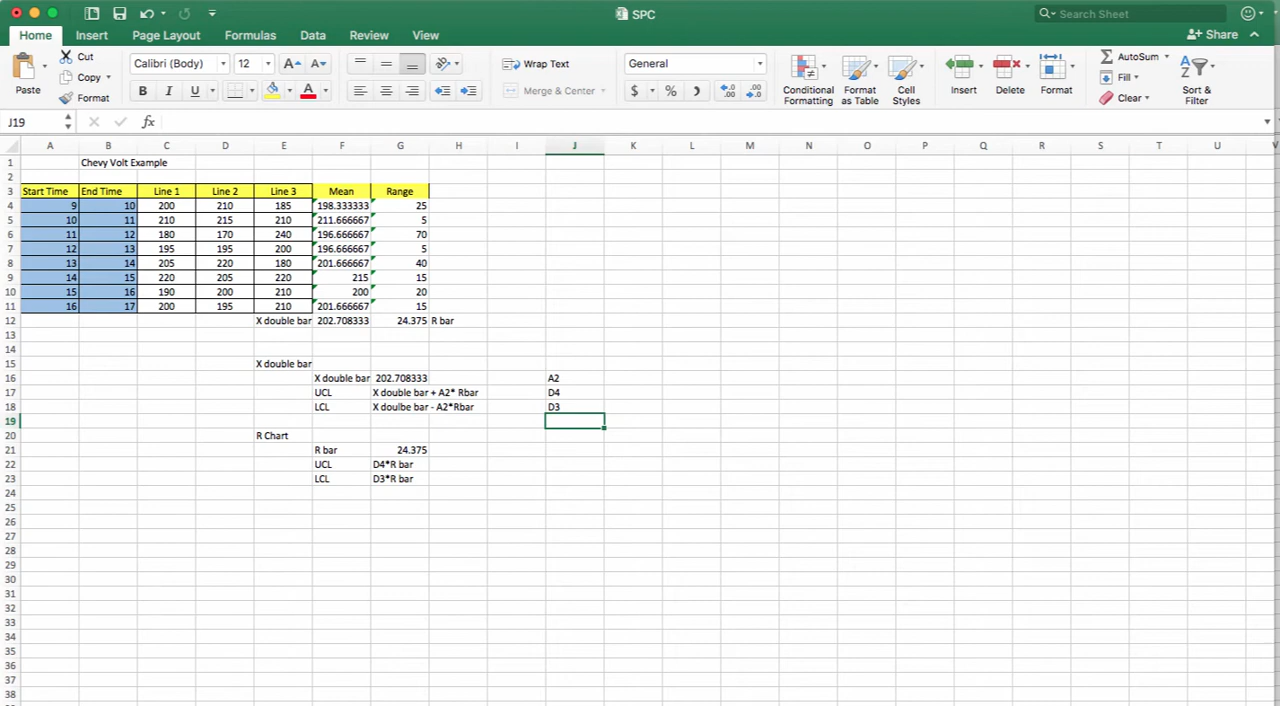 SPC
Search Sheet
Home Insert Page Layout Formulas Data Review View Share
Cut
Copy
Format
Paste
Calibri (Body) 12 A A
B I U A
Wrap Text
Merge & Center
General
$ %
Conditional Formatting
Format as Table
Cell Styles
Insert
Delete
Format
AutoSum
Fill
Clear
Sort & Filter
J19 fx
A B C D E F G H I J K L M N O P Q R S T U V
1 Chevy Volt Example
2
3 Start Time End Time Line 1 Line 2 Line 3 Mean Range
4 9 10 200 210 185 198.333333 25
5 10 11 210 215 210 211.666667 5
6 11 12 180 170 240 196.666667 70
7 12 13 195 195 200 196.666667 5
8 13 14 205 220 180 201.666667 40
9 14 15 220 205 220 215 15
10 15 16 190 200 210 200 20
11 16 17 200 195 210 201.666667 15
12 X double bar 202.708333 24.375 R bar
13
14
15 X double bar
16 X double bar 202.708333 A2
17 UCL X double bar + A2* Rbar D4
18 LCL X doulbe bar - A2*Rbar D3
19
20 R Chart
21 R bar 24.375
22 UCL D4*R bar
23 LCL D3*R bar
24
25
26
27
28
29
30
31
32
33
34
35
36
37
38